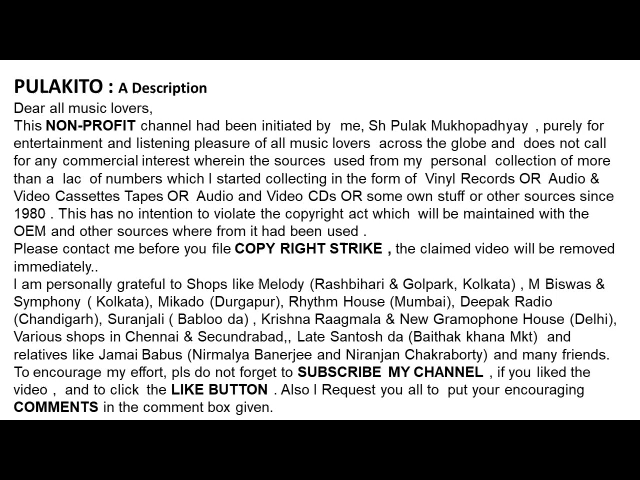 PULAKITO : A Description
Dear all music lovers,
This NON-PROFIT channel had been initiated by me, Sh Pulak Mukhopadhyay , purely for
entertainment and listening pleasure of all music lovers across the globe and does not call
for any commercial interest wherein the sources used from my personal collection of more
than a lac of numbers which I started collecting in the form of Vinyl Records OR Audio &
Video Cassettes Tapes OR Audio and Video CDs OR some own stuff or other sources since
1980 . This has no intention to violate the copyright act which will be maintained with the
OEM and other sources where from it had been used .
Please contact me before you file COPY RIGHT STRIKE , the claimed video will be removed
immediately..
I am personally grateful to Shops like Melody (Rashbihari & Golpark, Kolkata) , M Biswas &
Symphony ( Kolkata), Mikado (Durgapur), Rhythm House (Mumbai), Deepak Radio
(Chandigarh), Suranjali ( Babloo da) , Krishna Raagmala & New Gramophone House (Delhi),
Various shops in Chennai & Secundrabad,, Late Santosh da (Baithak khana Mkt) and
relatives like Jamai Babus (Nirmalya Banerjee and Niranjan Chakraborty) and many friends.
To encourage my effort, pls do not forget to SUBSCRIBE MY CHANNEL , if you liked the
video , and to click the LIKE BUTTON . Also I Request you all to put your encouraging
COMMENTS in the comment box given.